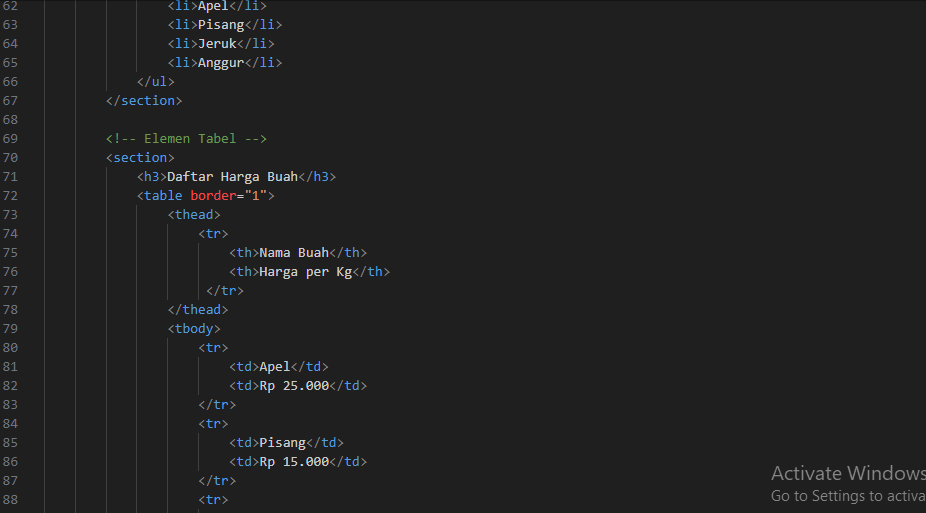 62 <li>Apel</li>
63 <li>Pisang</li>
64 <li>Jeruk</li>
65 <li>Anggur</li>
66 </ul>
67 </section>
68
69 <!-- Elemen Tabel -->
70 <section>
71 <h3>Daftar Harga Buah</h3>
72 <table border="1">
73 <thead>
74 <tr>
75 <th>Nama Buah</th>
76 <th>Harga per Kg</th>
77 </tr>
78 </thead>
79 <tbody>
80 <tr>
81 <td>Apel</td>
82 <td>Rp 25.000</td>
83 </tr>
84 <tr>
85 <td>Pisang</td>
86 <td>Rp 15.000</td>
87 </tr>
88 <tr>
Activate Windows
Go to Settings to activa